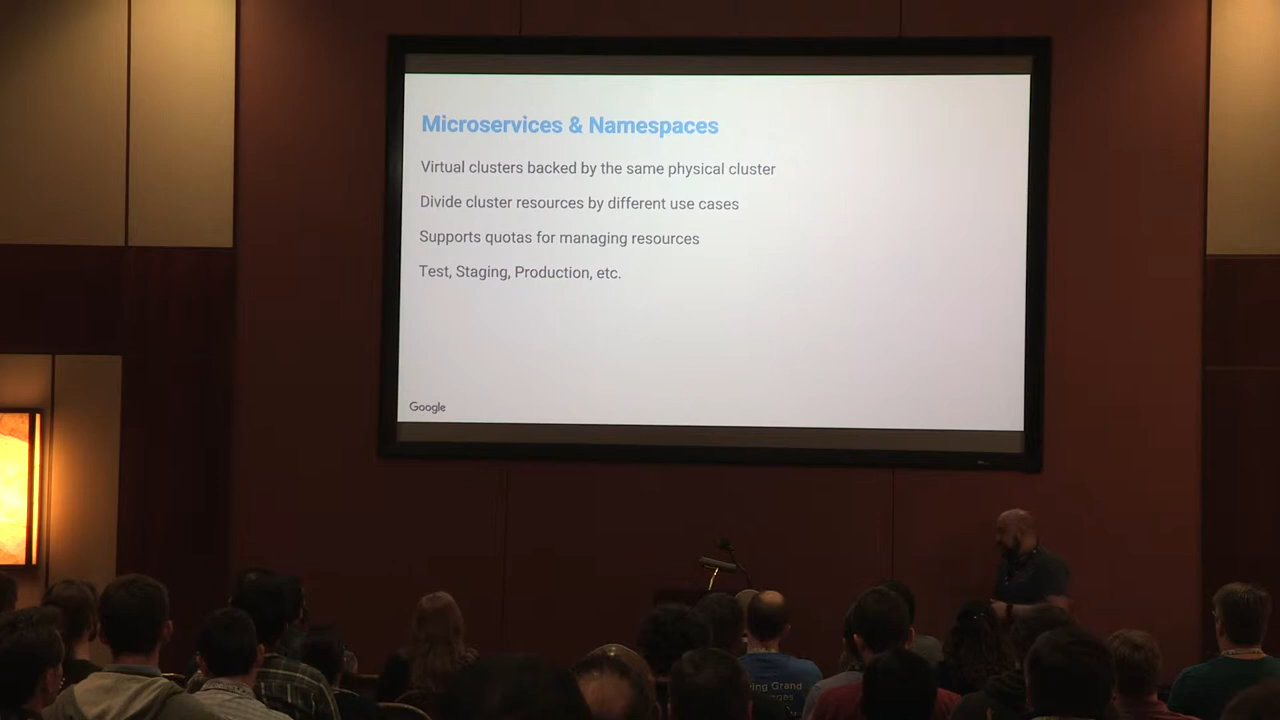 Microservices & Namespaces
Virtual clusters backed by the same physical cluster
Divide cluster resources by different use cases
Supports quotas for managing resources
Test, Staging, Production, etc.
Google
Grand